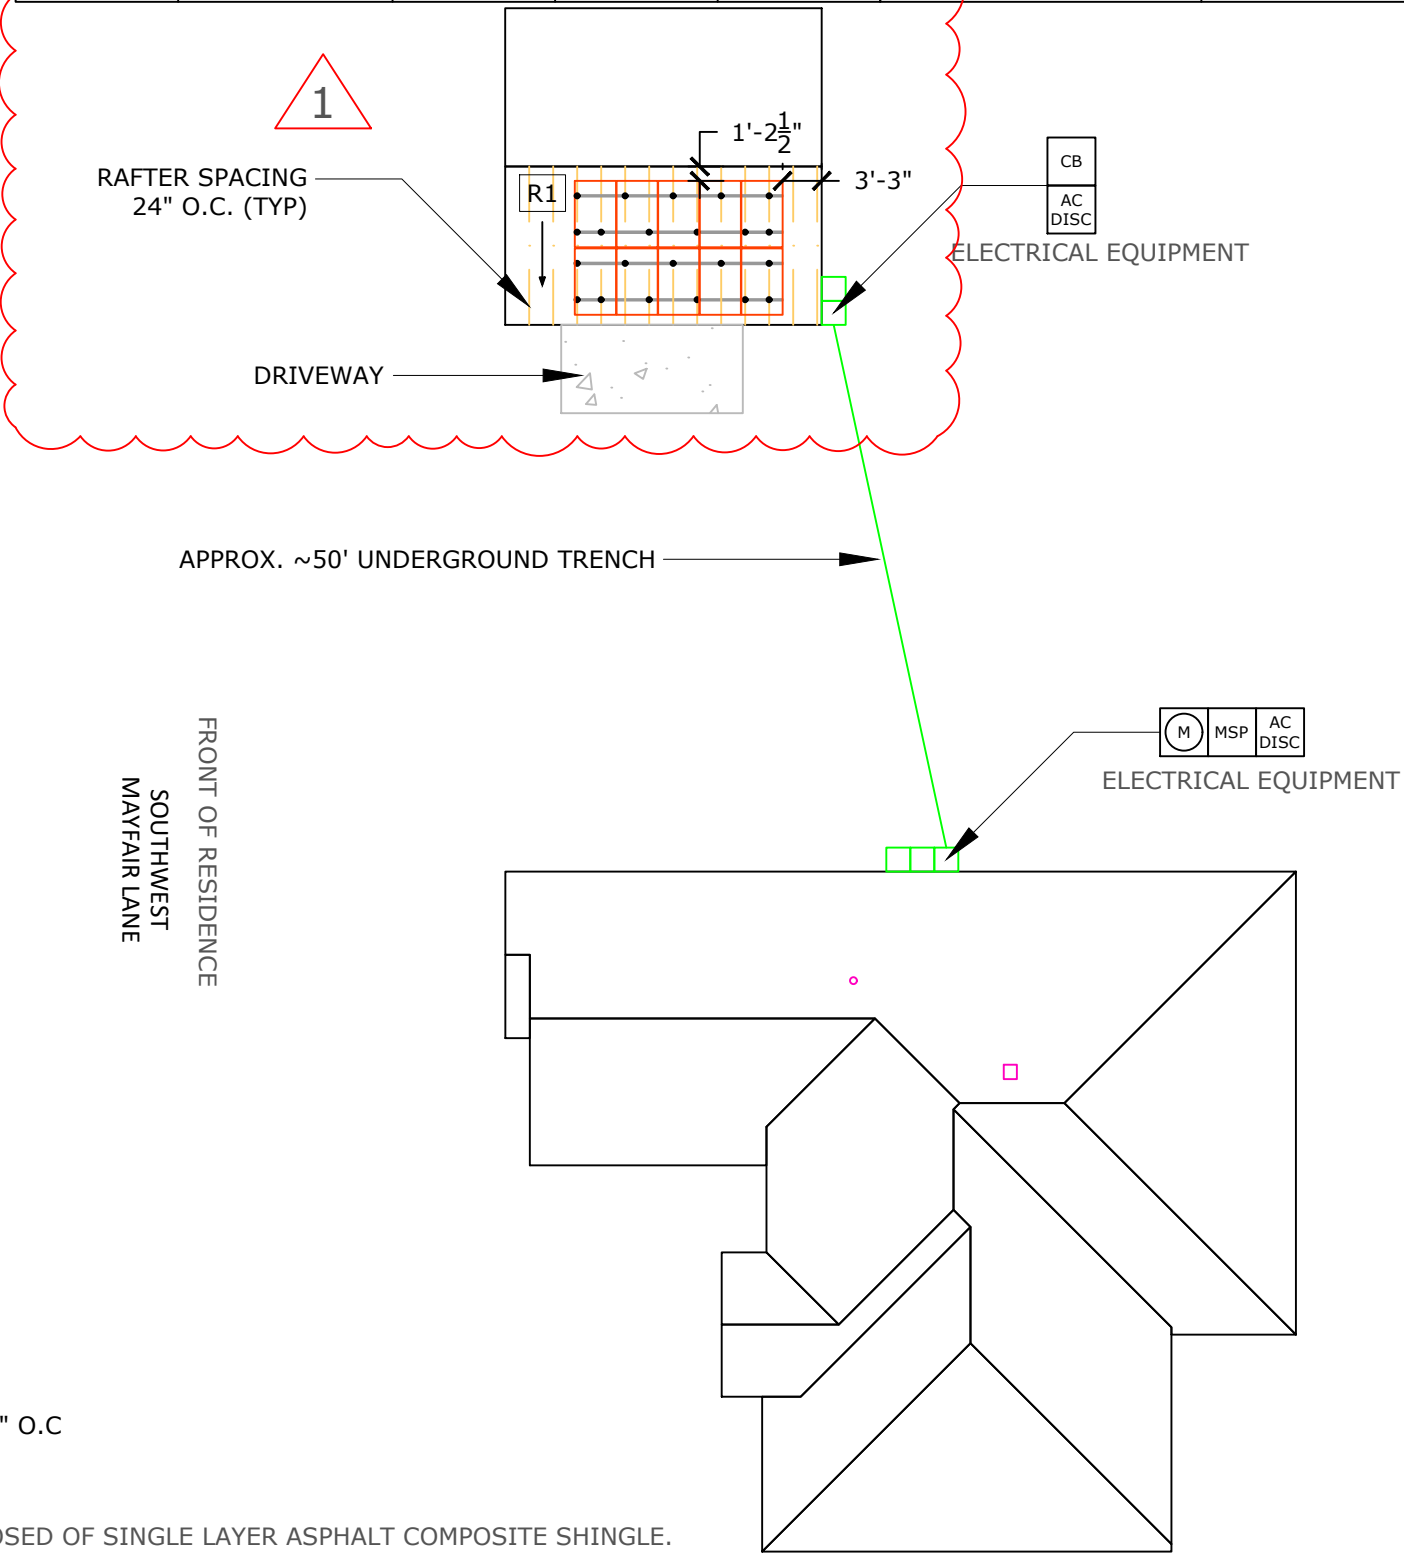 1
1'-2 1/2"
RAFTER SPACING
24" O.C. (TYP)
R1
3'-3"
CB
AC
DISC
ELECTRICAL EQUIPMENT
DRIVEWAY
APPROX. ~50' UNDERGROUND TRENCH
M
MSP
AC
DISC
ELECTRICAL EQUIPMENT
FRONT OF RESIDENCE
SOUTHWEST
MAYFAIR LANE
" O.C
OSED OF SINGLE LAYER ASPHALT COMPOSITE SHINGLE.